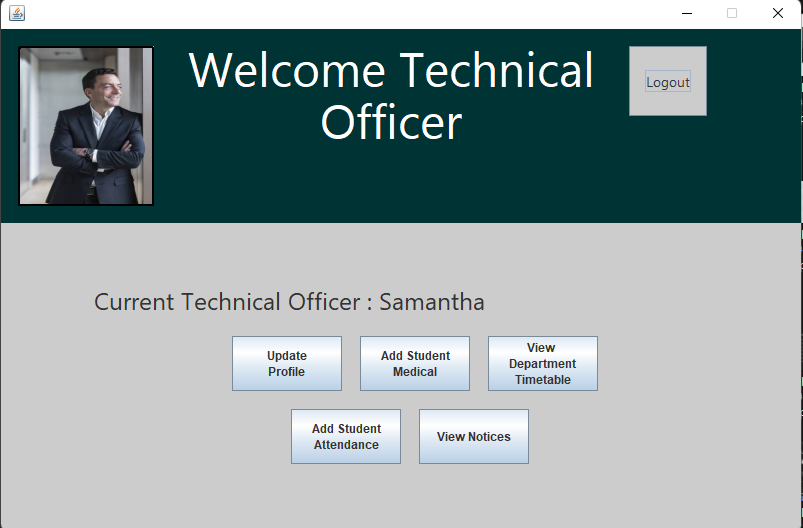 Welcome Technical
Officer
Logout
Current Technical Officer : Samantha
Update
Profile
Add Student
Medical
View
Department
Timetable
Add Student
Attendance
View Notices